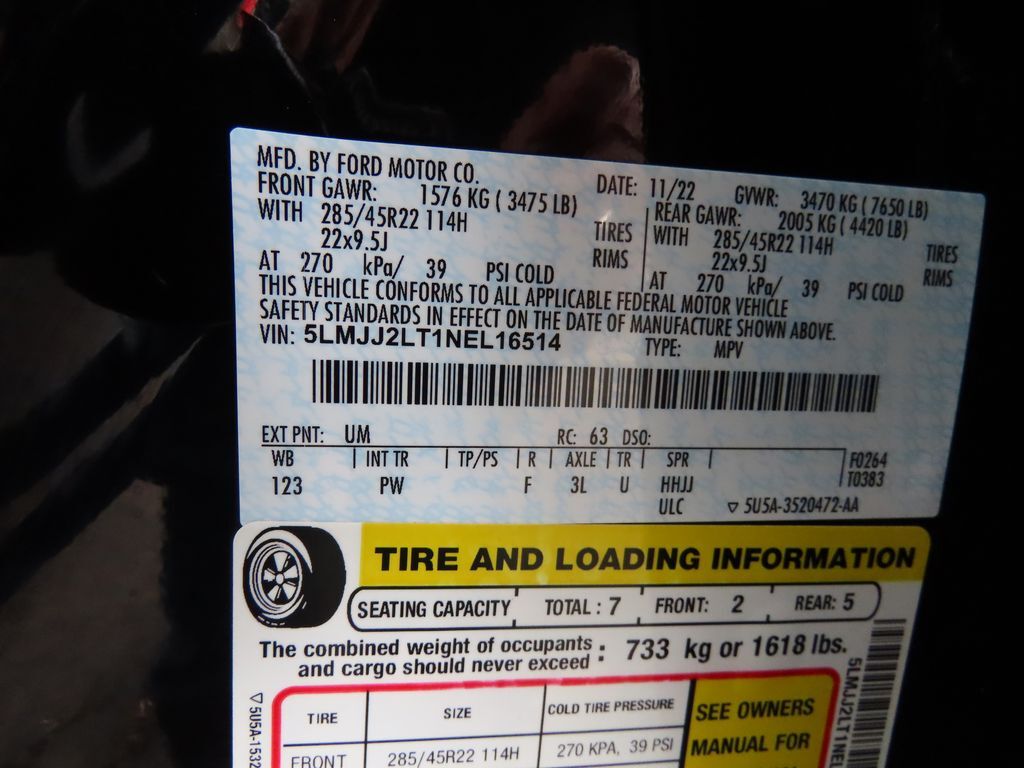 MFD. BY FORD MOTOR CO. DATE: 11/22 GVWR: 3470 KG (7650 LB)
FRONT GAWR: 1576 KG ( 3475 LB) REAR GAWR: 2005 KG ( 4420 LB)
WITH 285/45R22 114H TIRES WITH 285/45R22 114H TIRES
22x9.5J RIMS 22x9.5J RIMS
AT 270 kPa/ 39 PSI COLD AT 270 kPa/ 39 PSI COLD
THIS VEHICLE CONFORMS TO ALL APPLICABLE FEDERAL MOTOR VEHICLE
SAFETY STANDARDS IN EFFECT ON THE DATE OF MANUFACTURE SHOWN ABOVE.
VIN: 5LMJJ2LT1NEL16514 TYPE: MPV
EXT PNT: UM RC: 63 DSO:
WB INT TR TP/PS R AXLE TR SPR F0264
123 PW F 3L U HHJJ T0383
ULC 5U5A-3520472-AA
TIRE AND LOADING INFORMATION
SEATING CAPACITY TOTAL : 7 FRONT: 2 REAR: 5
The combined weight of occupants and cargo should never exceed : 733 kg or 1618 lbs.
TIRE SIZE COLD TIRE PRESSURE SEE OWNERS
FRONT 285/45R22 114H 270 KPA, 39 PSI MANUAL FOR
5U5A-1532
5LMJJ2LT1NE